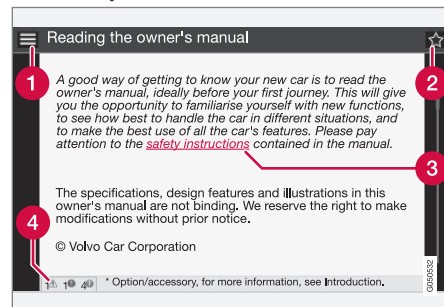 Reading the owner's manual
1
2
A good way of getting to know your new car is to read the
owner's manual, ideally before your first journey. This will give
you the opportunity to familiarise yourself with new functions,
to see how best to handle the car in different situations, and
to make the best use of all the car's features. Please pay
attention to the safety instructions contained in the manual.
3
The specifications, design features and illustrations in this
owner's manual are not binding. We reserve the right to make
modifications without prior notice.
4
© Volvo Car Corporation
1 1 4 * Option/accessory, for more information, see Introduction.
G050532